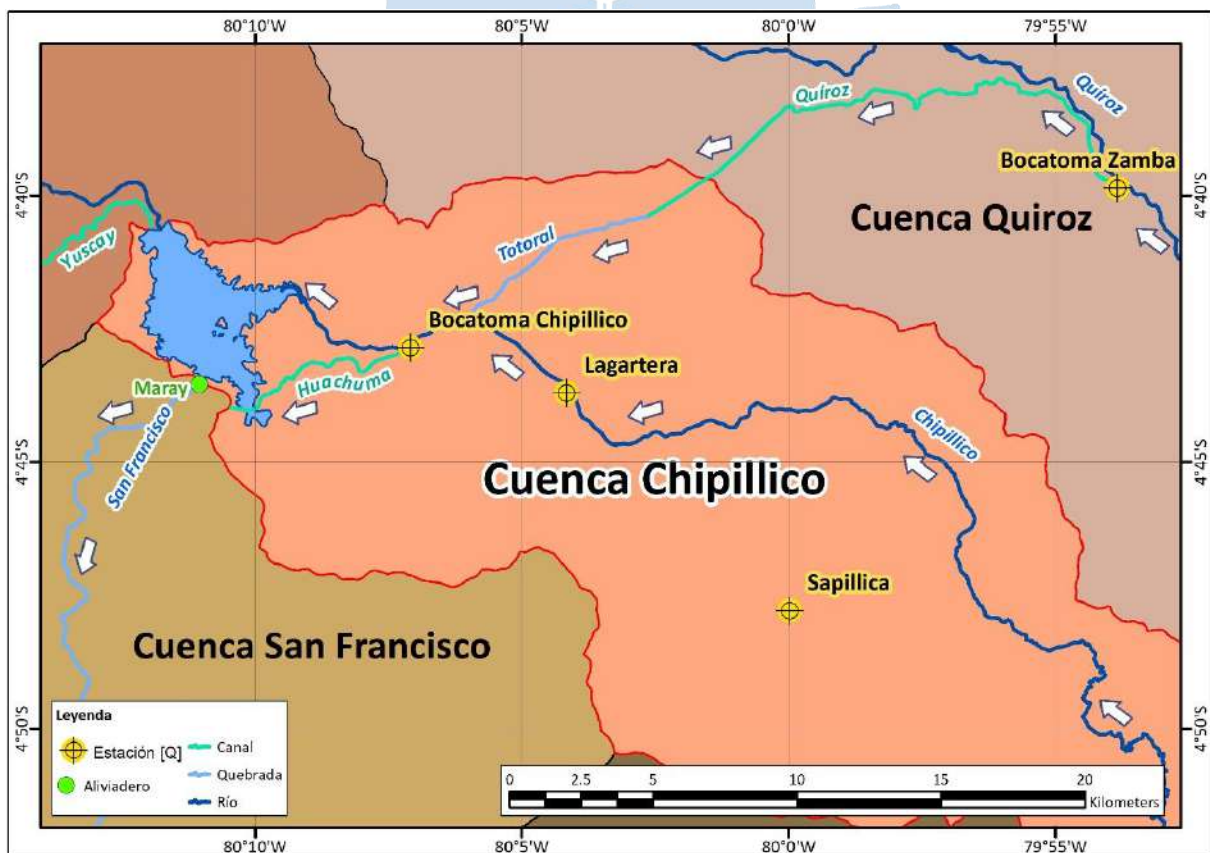 80°10'W
80°5'W
80°0'W
79°55'W
Quíroz
Quíroz
Bocatoma Zamba
4°40'S
4°40'S
Cuenca Quiroz
Yuscay
Totoral
Bocatoma Chipillico
Lagartera
Maray
Huachuma
San Francisco
Chipillico
4°45'S
4°45'S
Cuenca Chipillico
Sapillica
Cuenca San Francisco
4°50'S
4°50'S
Leyenda
Estación [Q]
Aliviadero
Canal
Quebrada
Río
0 2.5 5 10 15 20
Kilometers
80°10'W
80°5'W
80°0'W
79°55'W